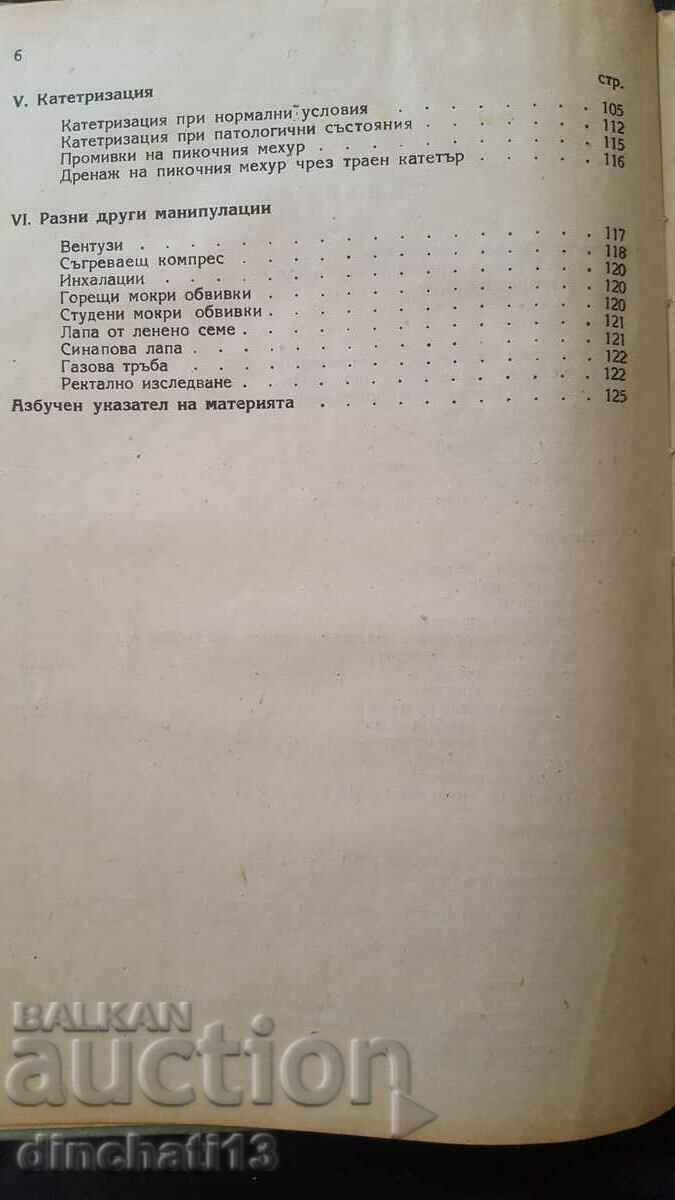 6
стр.
V. Катетризация
Катетризация при нормални условия . . . . . . . 105
Катетризация при патологични състояния . . . . . . 112
Промивки на пикочния мехур . . . . . . . . . . 115
Дренаж на пикочния мехур чрез траен катетър . . . . . 116
VI. Разни други манипулации
Вентузи . . . . . . . . . . . . . . . . 117
Съгреваещ компрес . . . . . . . . . . . . . 118
Инхалации . . . . . . . . . . . . . . . 120
Горещи мокри обвивки . . . . . . . . . . . . 120
Студени мокри обвивки . . . . . . . . . . . . 120
Лапа от ленено семе . . . . . . . . . . . . . 121
Синапова лапа . . . . . . . . . . . . . . 121
Газова тръба . . . . . . . . . . . . . . . 122
Ректално изследване . . . . . . . . . . . . . 122
Азбучен указател на материята . . . . . . . . . . . 125
BALKAN
auction
dinchati13